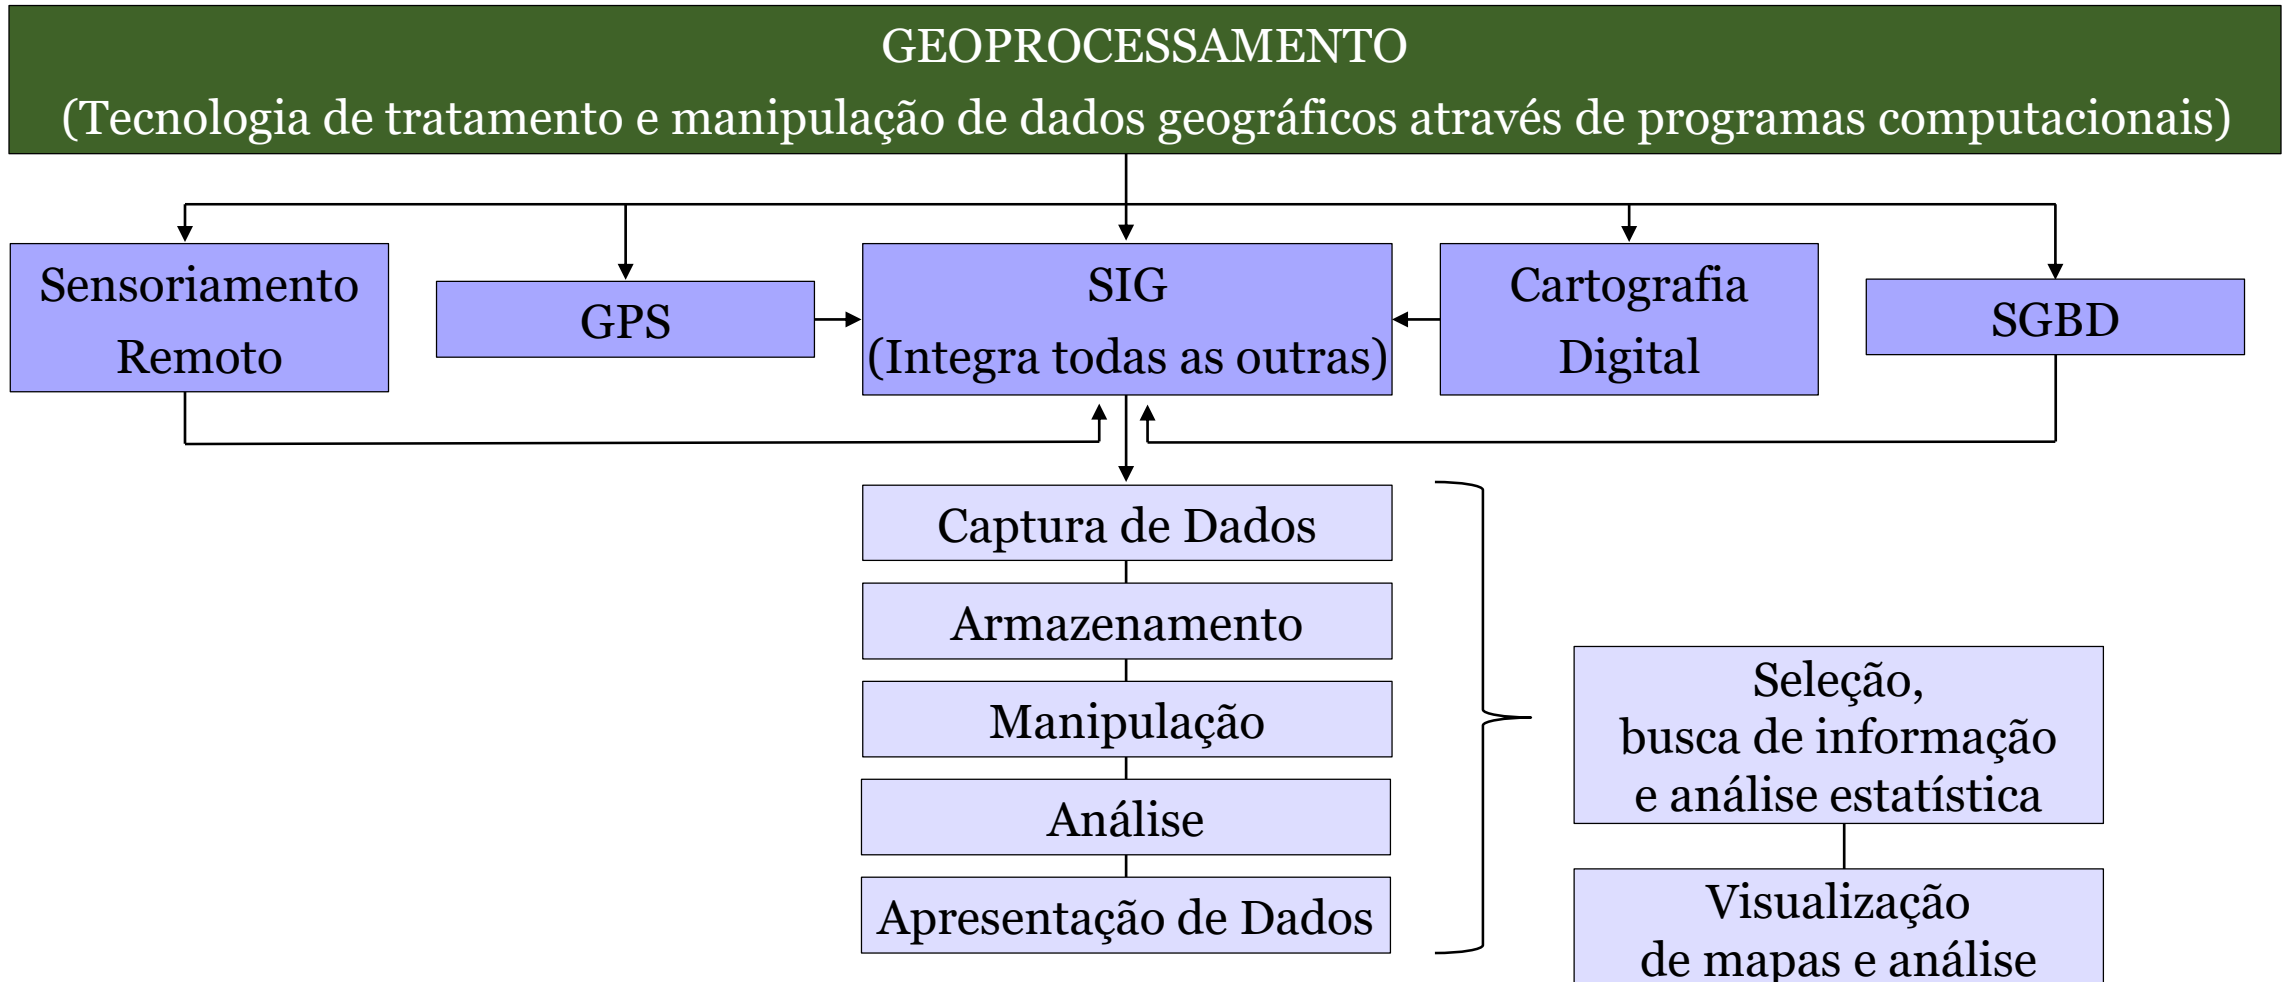 GEOPROCESSAMENTO
(Tecnologia de tratamento e manipulação de dados geográficos através de programas computacionais)
Sensoriamento
Remoto
GPS
SIG
(Integra todas as outras)
Cartografia
Digital
SGBD
Captura de Dados
Armazenamento
Manipulação
Análise
Apresentação de Dados
Seleção,
busca de informação
e análise estatística
Visualização
de mapas e análise